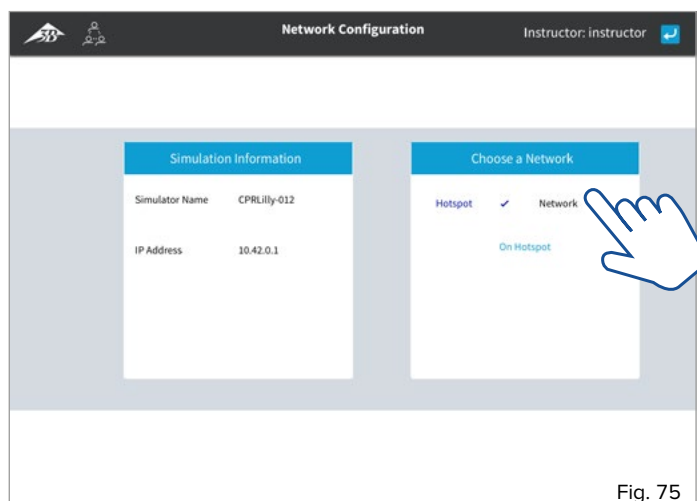 3B
Network Configuration
Instructor: instructor
Simulation Information
Simulator Name CPRLilly-012
IP Address 10.42.0.1
Choose a Network
Hotspot ✓ Network
On Hotspot
Fig. 75